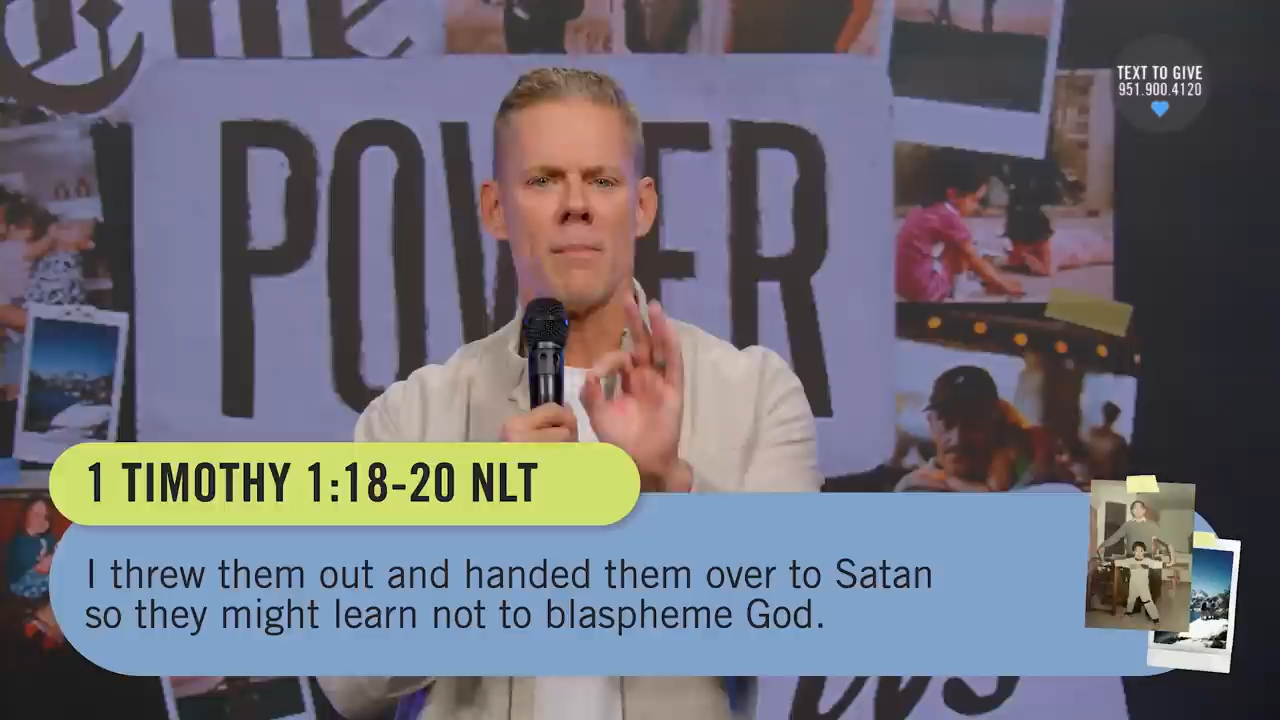 the
POWER
TEXT TO GIVE
951.900.4120
1 TIMOTHY 1:18-20 NLT
I threw them out and handed them over to Satan
so they might learn not to blaspheme God.